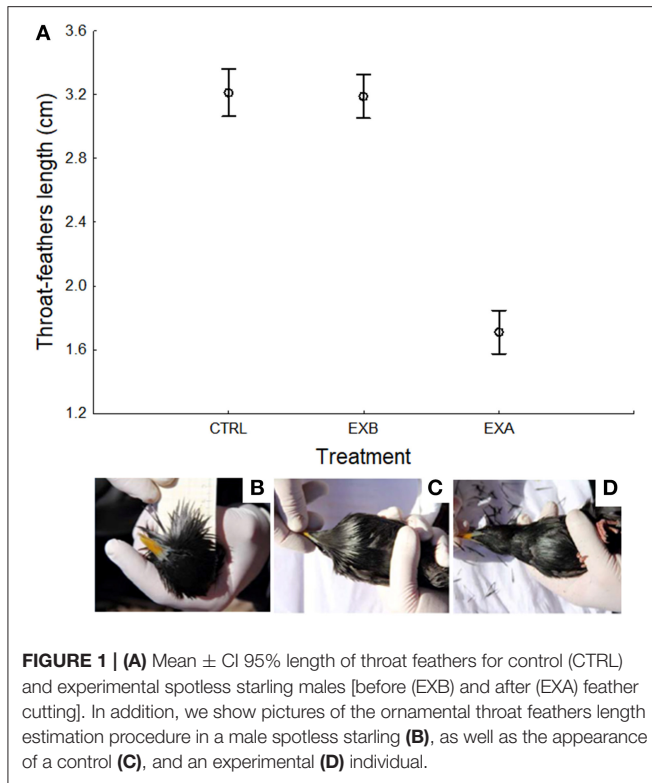 A
3.6
3.2
2.8
2.4
2.0
1.6
1.2
Throat-feathers length (cm)
CTRL EXB EXA
Treatment
B C D
FIGURE 1 | (A) Mean ± CI 95% length of throat feathers for control (CTRL)
and experimental spotless starling males [before (EXB) and after (EXA) feather
cutting]. In addition, we show pictures of the ornamental throat feathers length
estimation procedure in a male spotless starling (B), as well as the appearance
of a control (C), and an experimental (D) individual.